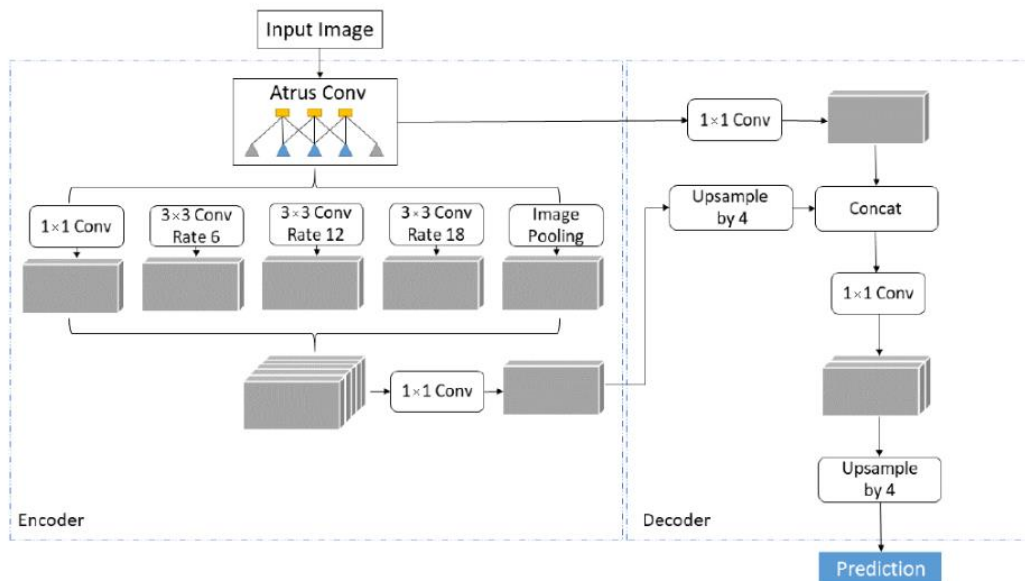 Input Image
Atrus Conv
1×1 Conv
3×3 Conv
Rate 6
3×3 Conv
Rate 12
3×3 Conv
Rate 18
Image
Pooling
1×1 Conv
Encoder
1×1 Conv
Upsample
by 4
Concat
1×1 Conv
Upsample
by 4
Decoder
Prediction